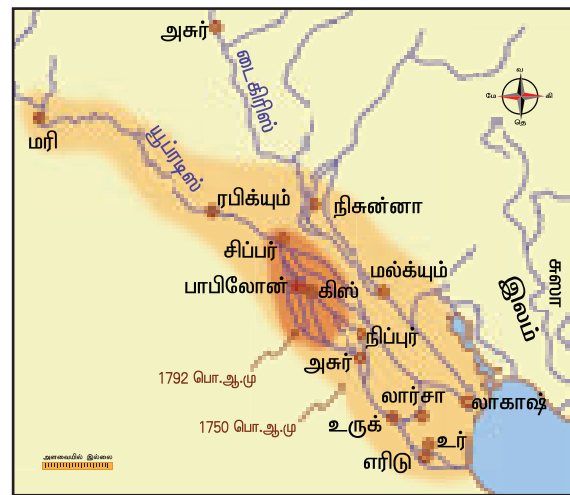 அசுர்
டைகிரிஸ்
வ
மே
கி
தெ
மரி
யூப்ரடிஸ்
ரபிக்யும்
நிசுன்னா
சிப்பர்
மல்க்யும்
சுஸா
இலம்
பாபிலோன்
கிஸ்
நிப்புர்
அசுர்
1792 பொ.ஆ.மு
லார்சா
லாகாஷ்
1750 பொ.ஆ.மு
உருக்
உர்
எரிடு
அளவையில் இல்லை